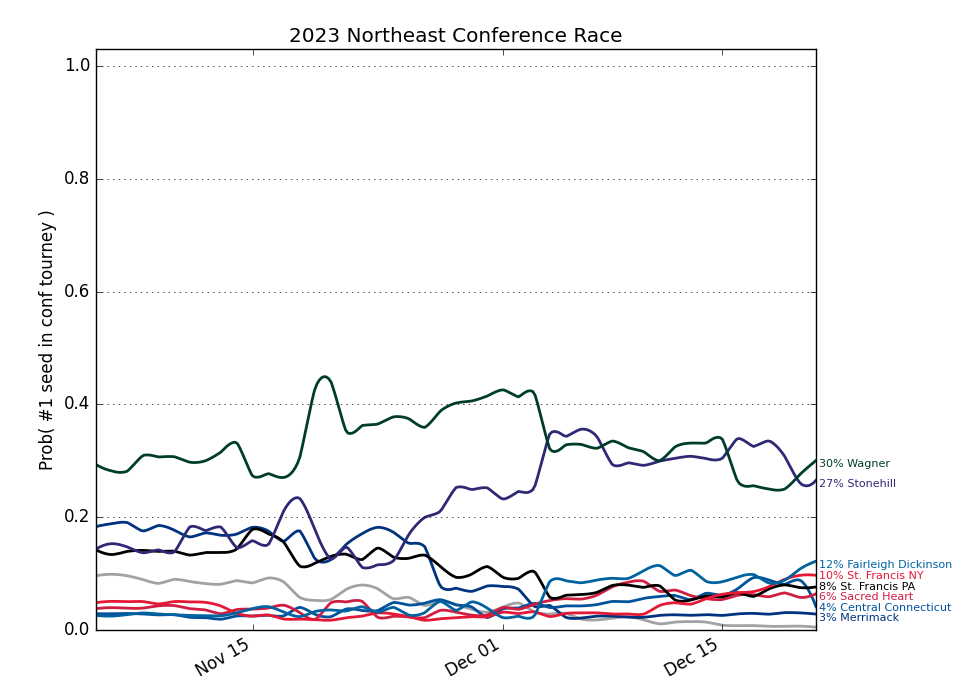 2023 Northeast Conference Race
Prob( #1 seed in conf tourney )
1.0
0.8
0.6
0.4
0.2
0.0
Nov 15
Dec 01
Dec 15
30% Wagner
27% Stonehill
12% Fairleigh Dickinson
10% St. Francis NY
8% St. Francis PA
6% Sacred Heart
4% Central Connecticut
3% Merrimack